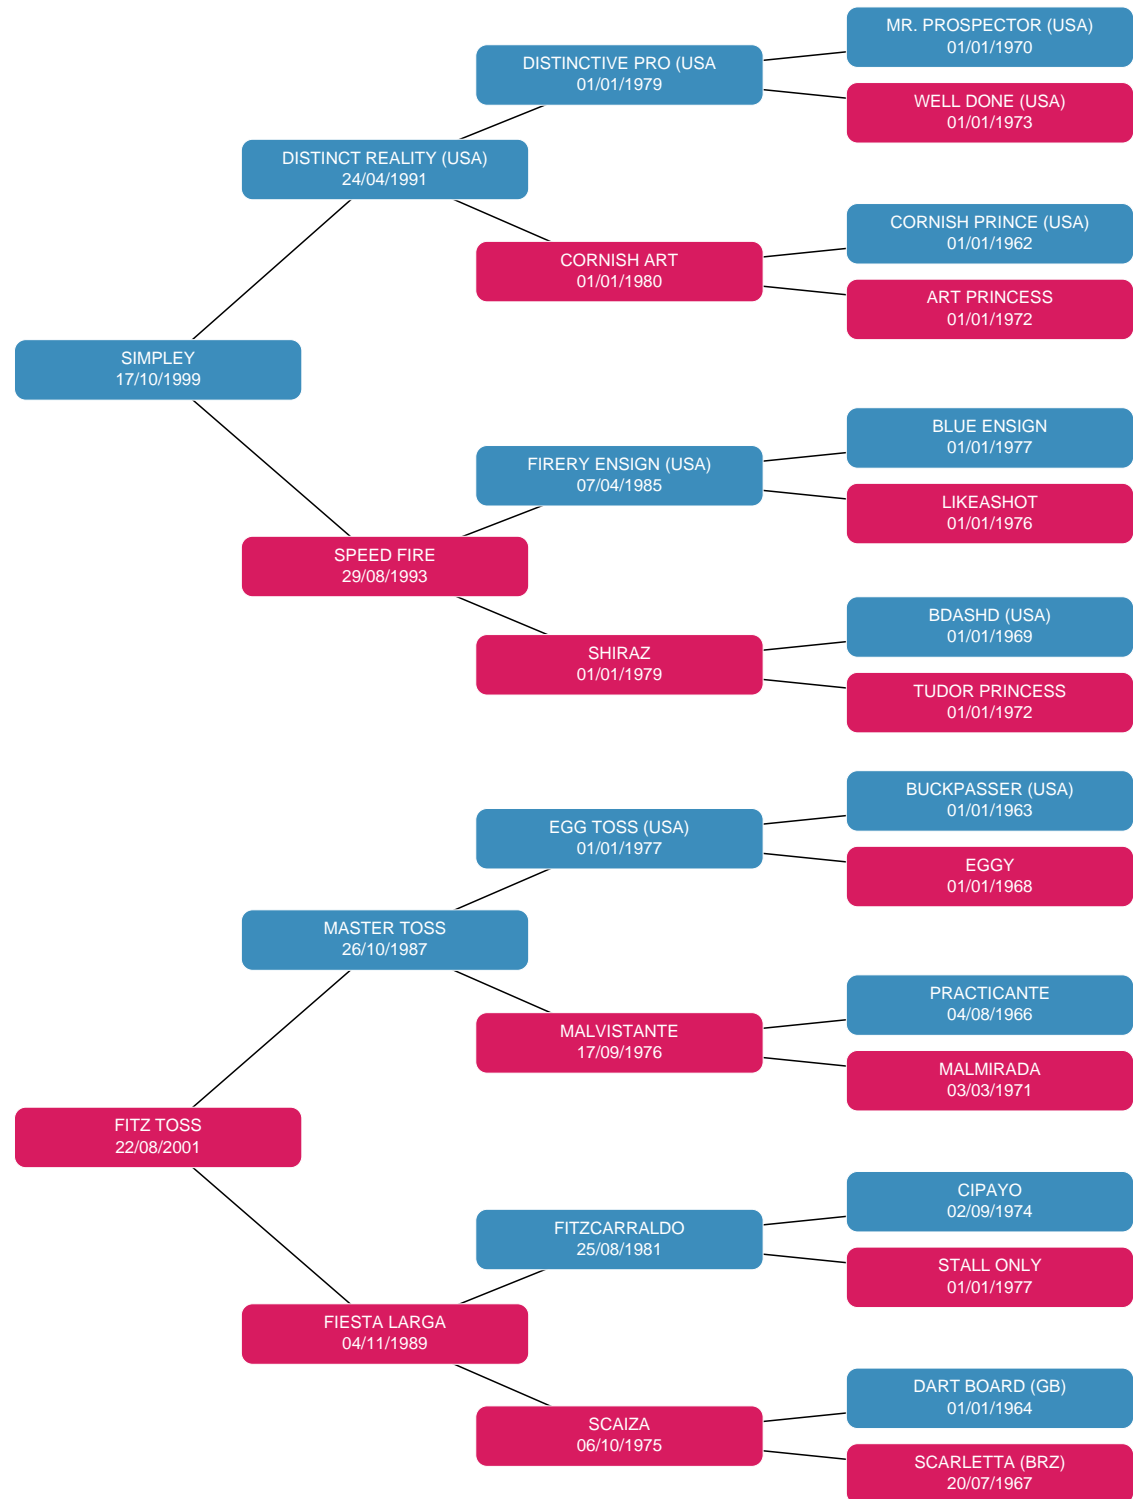 MR. PROSPECTOR (USA)
01/01/1970
DISTINCTIVE PRO (USA
01/01/1979
WELL DONE (USA)
01/01/1973
DISTINCT REALITY (USA)
24/04/1991
CORNISH PRINCE (USA)
01/01/1962
CORNISH ART
01/01/1980
ART PRINCESS
01/01/1972
SIMPLEY
17/10/1999
BLUE ENSIGN
01/01/1977
FIRERY ENSIGN (USA)
07/04/1985
LIKEASHOT
01/01/1976
SPEED FIRE
29/08/1993
BDASHD (USA)
01/01/1969
SHIRAZ
01/01/1979
TUDOR PRINCESS
01/01/1972
BUCKPASSER (USA)
01/01/1963
EGG TOSS (USA)
01/01/1977
EGGY
01/01/1968
MASTER TOSS
26/10/1987
PRACTICANTE
04/08/1966
MALVISTANTE
17/09/1976
MALMIRADA
03/03/1971
FITZ TOSS
22/08/2001
CIPAYO
02/09/1974
FITZCARRALDO
25/08/1981
STALL ONLY
01/01/1977
FIESTA LARGA
04/11/1989
DART BOARD (GB)
01/01/1964
SCAIZA
06/10/1975
SCARLETTA (BRZ)
20/07/1967